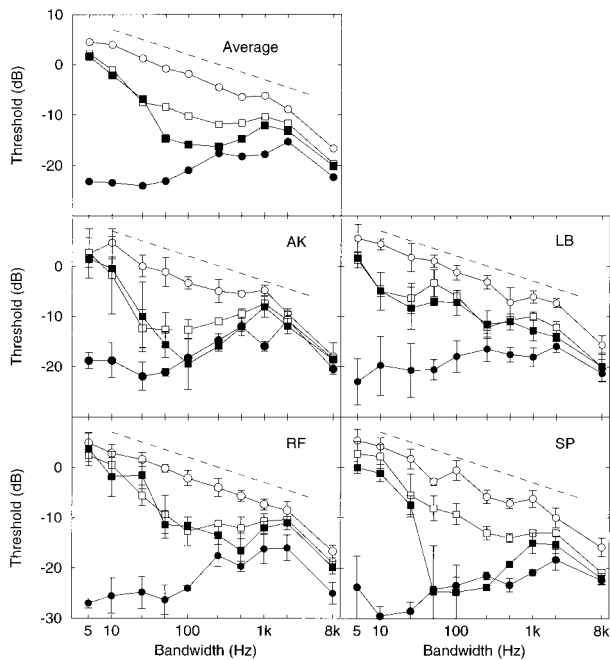 10
0
-10
-20
Threshold (dB)
Average
0
-10
-20
Threshold (dB)
AK
LB
0
-10
-20
-30
Threshold (dB)
RF
SP
5 10 100 1k 8k
5 10 100 1k 8k
Bandwidth (Hz)
Bandwidth (Hz)